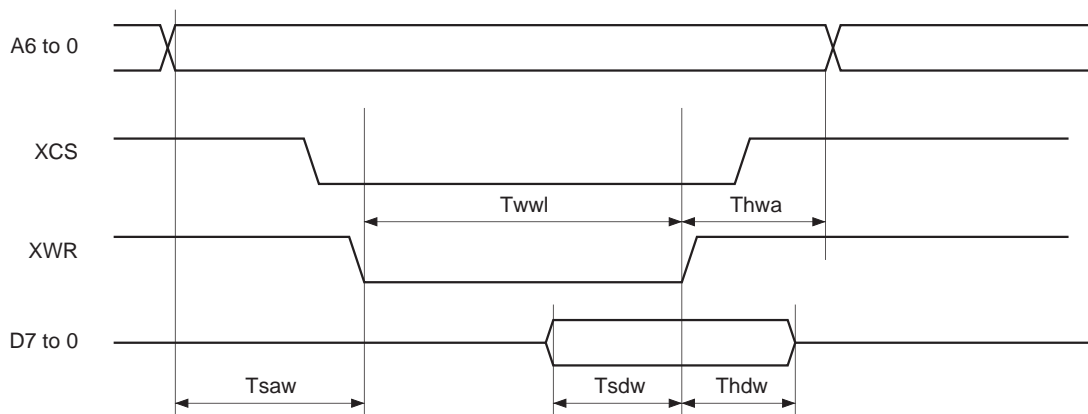 A6 to 0
XCS
Twwl Thwa
XWR
D7 to 0
Tsaw Tsdw Thdw